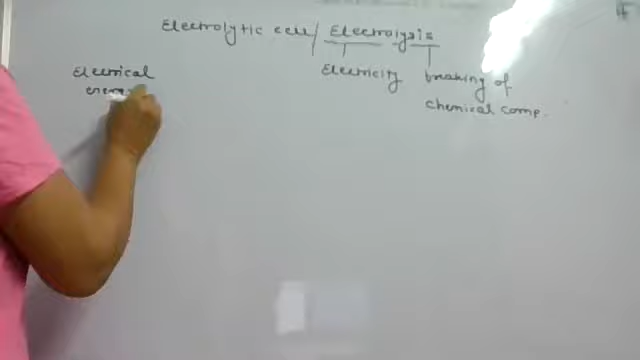 Electrolytic cell / Electrolysis
Electricity
breaking of
chemical comp.
Electrical